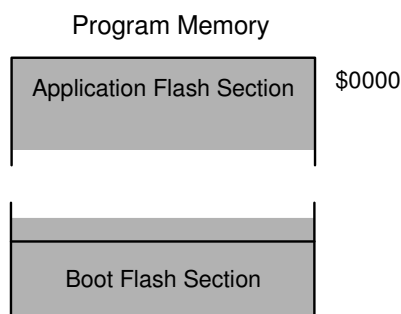 Program Memory
Application Flash Section
$0000
Boot Flash Section